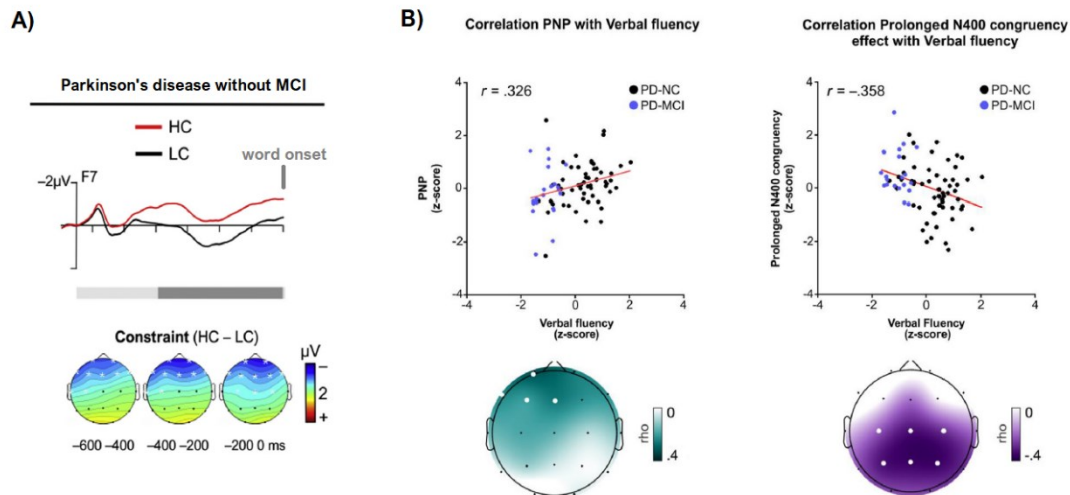 A)
Parkinson's disease without MCI
HC
LC
word onset
−2µV
F7
Constraint (HC – LC)
µV
−
2
+
−600 −400
−400 −200
−200 0 ms
B)
Correlation PNP with Verbal fluency
r = .326
PD-NC
PD-MCI
PNP
(z-score)
4
2
0
-2
-4
-4 -2 0 2 4
Verbal fluency
(z-score)
0
rho
.4
Correlation Prolonged N400 congruency
effect with Verbal fluency
r = –.358
PD-NC
PD-MCI
Prolonged N400 congruency
(z-score)
4
2
0
-2
-4
-4 -2 0 2 4
Verbal Fluency
(z-score)
0
rho
-.4